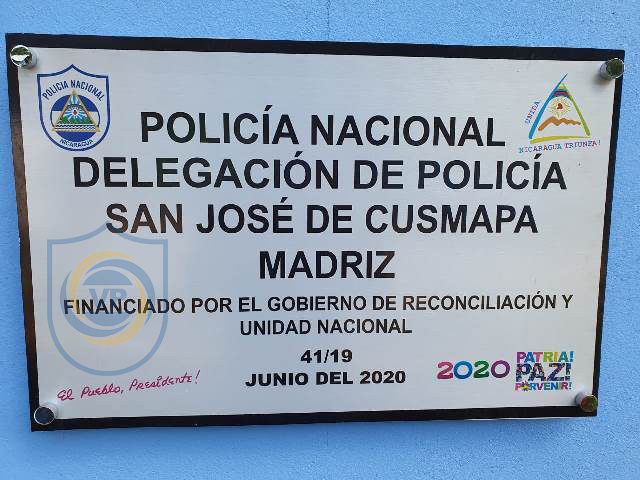 POLICIA NACIONAL
NICARAGUA
UNIDA,
NICARAGUA TRIUNFA!
POLICÍA NACIONAL
DELEGACIÓN DE POLICÍA
SAN JOSÉ DE CUSMAPA
MADRIZ
VP
FINANCIADO POR EL GOBIERNO DE RECONCILIACIÓN Y
UNIDAD NACIONAL
41/19
JUNIO DEL 2020
El Pueblo, Presidente!
2020
PATRIA!
PAZ!
PORVENIR!